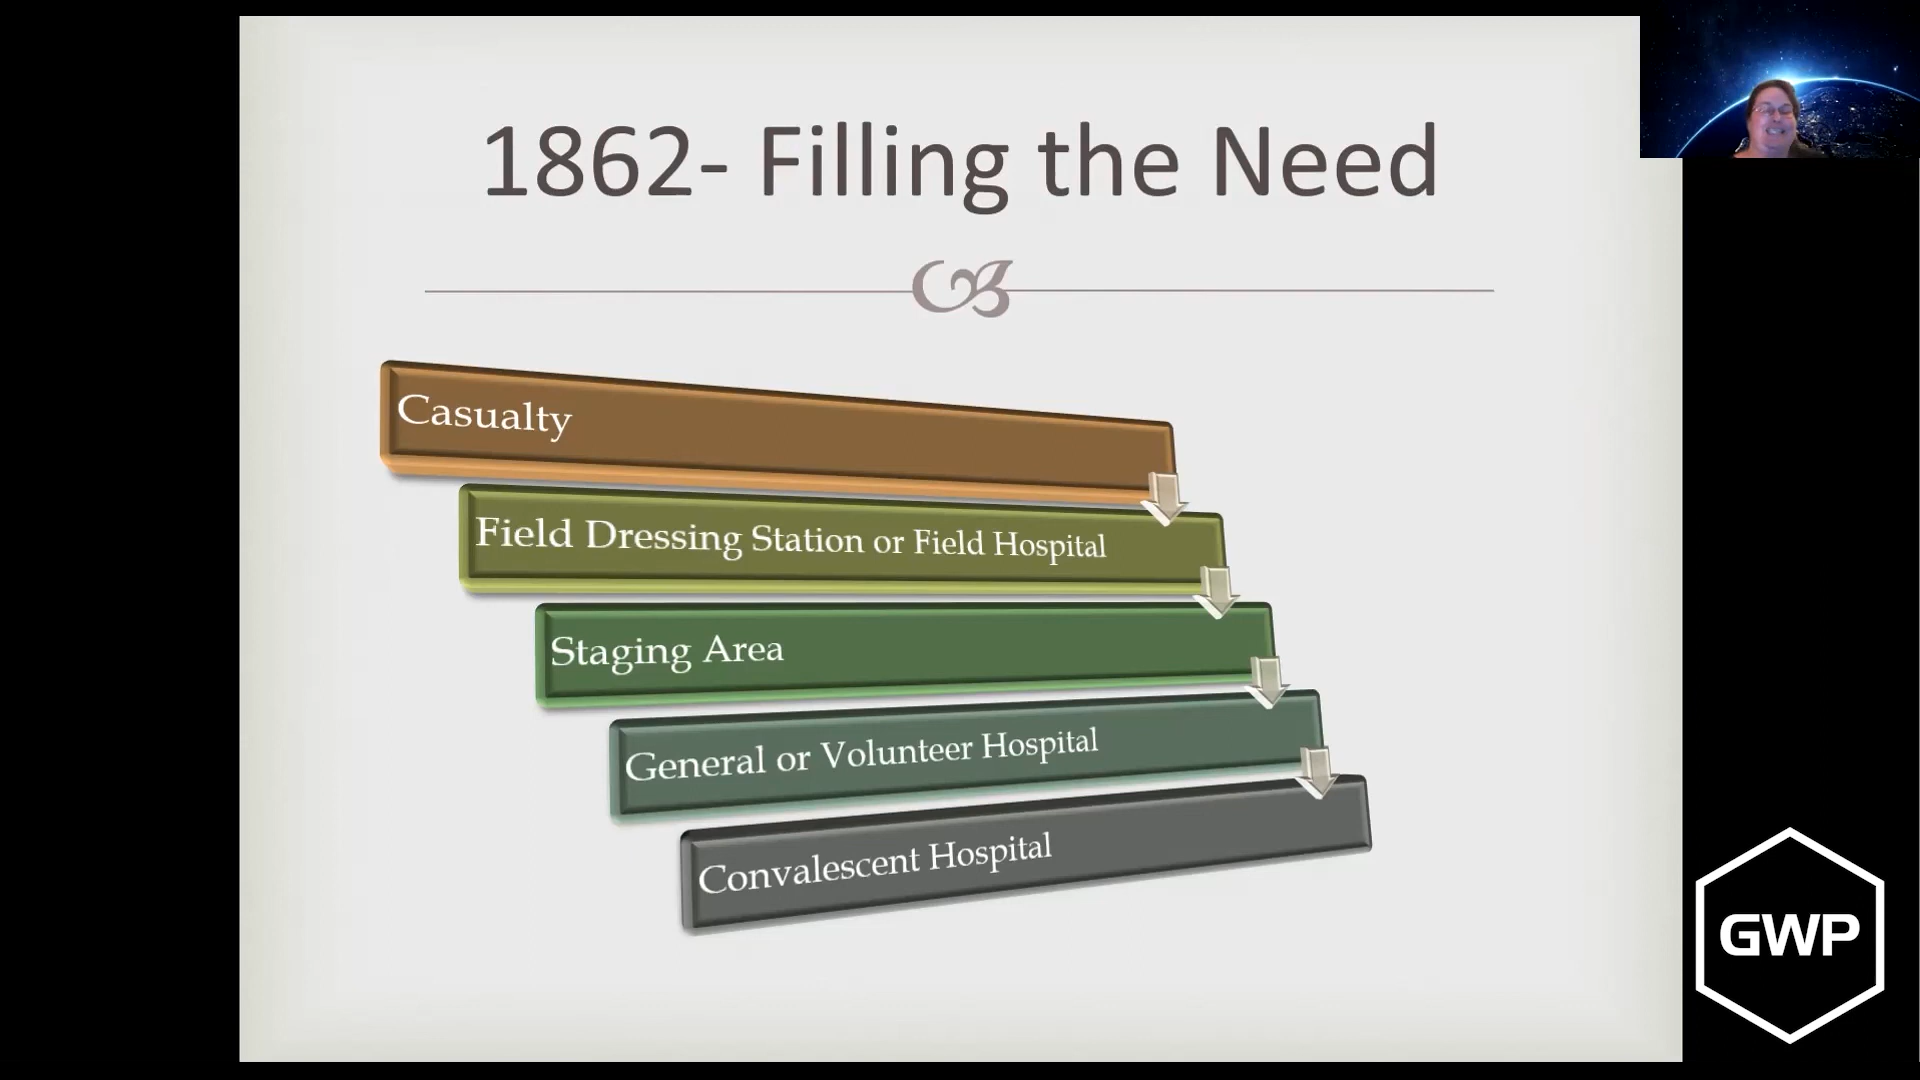 1862- Filling the Need
Casualty
Field Dressing Station or Field Hospital
Staging Area
General or Volunteer Hospital
Convalescent Hospital
GWP